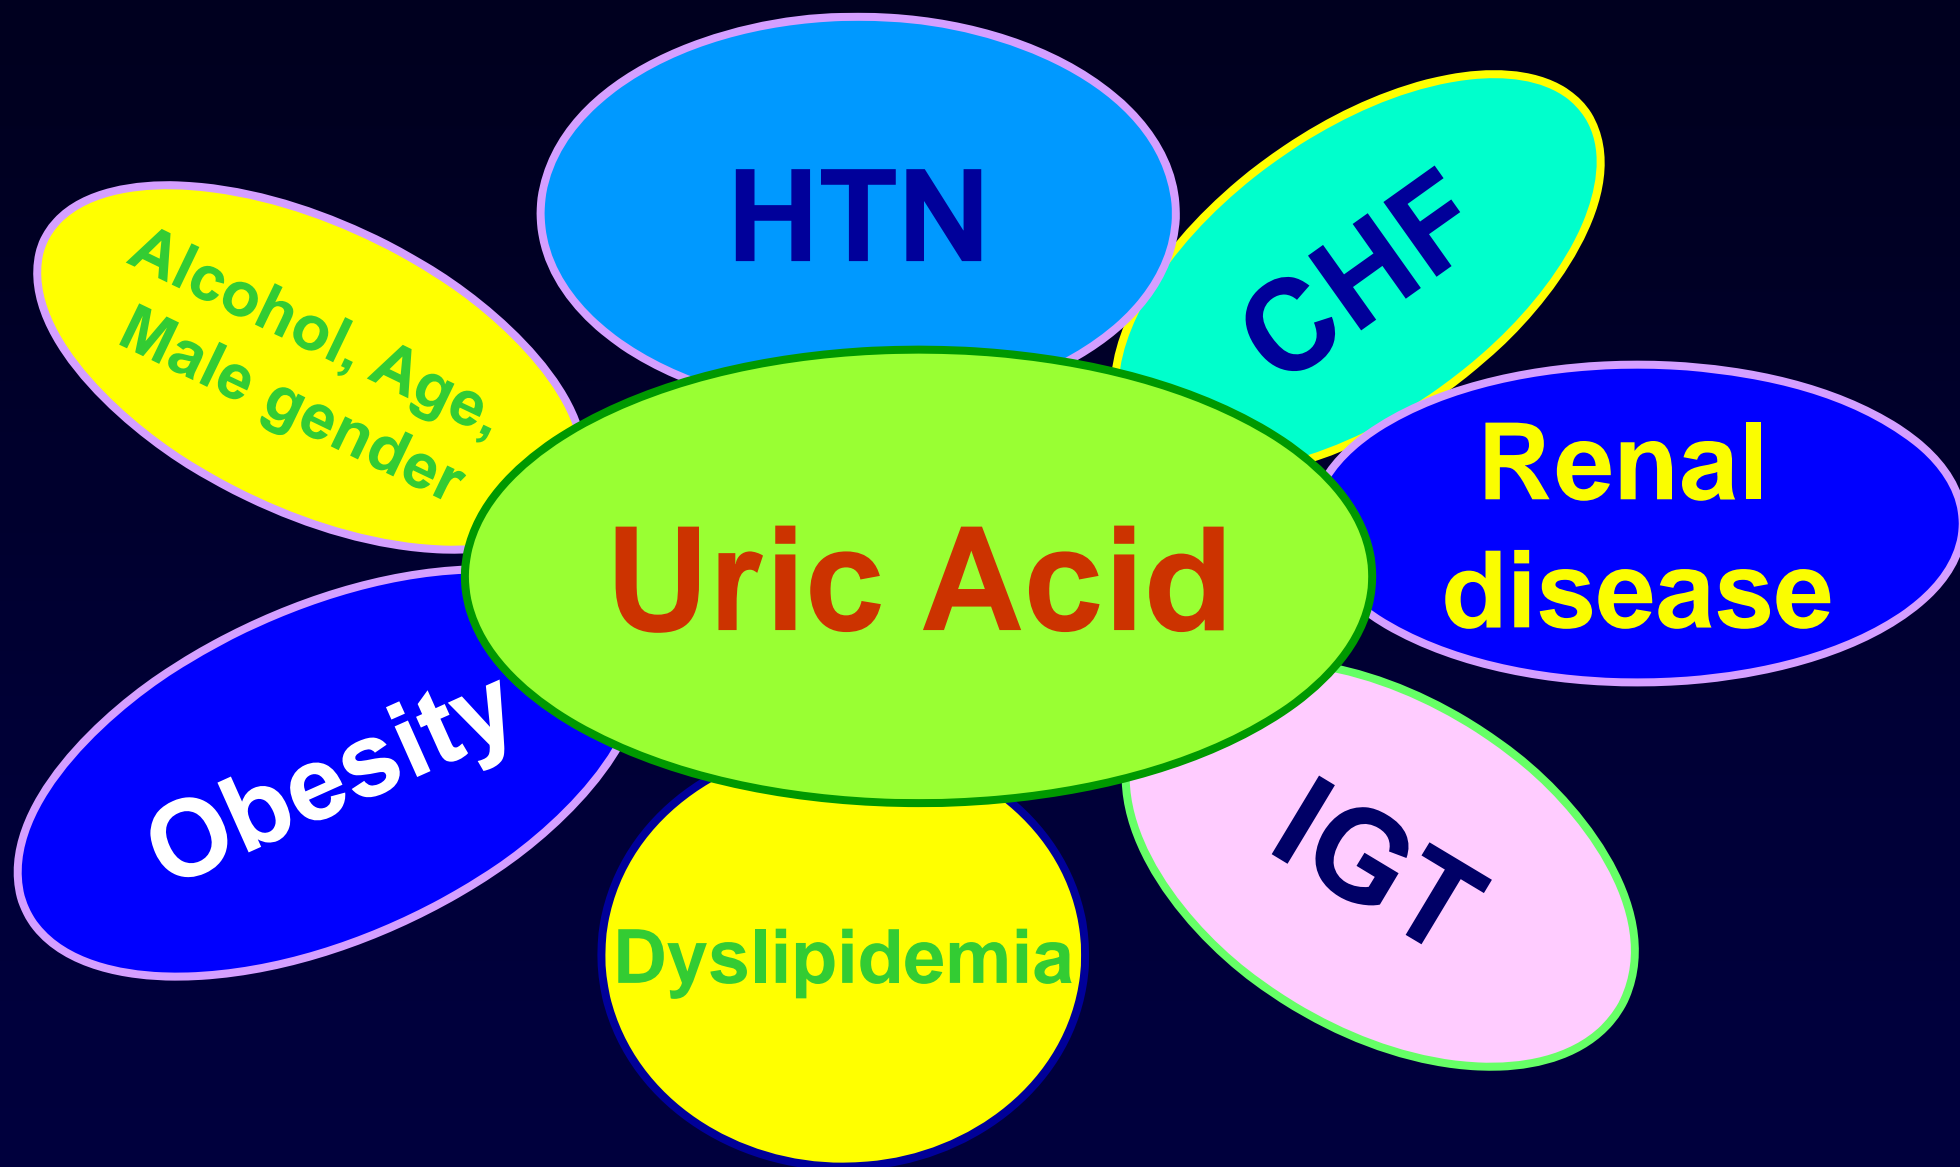 HTN
CHF
Alcohol, Age,
Male gender
Renal
disease
Uric Acid
Obesity
IGT
Dyslipidemia